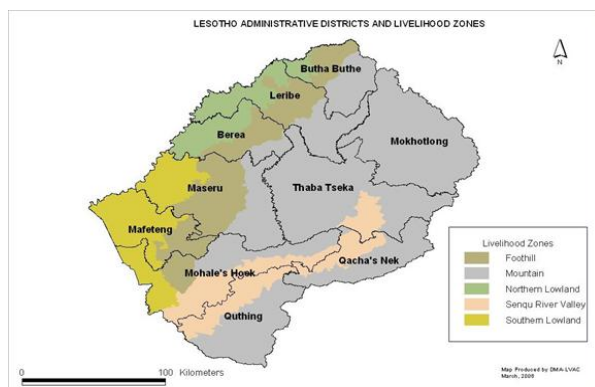 LESOTHO ADMINISTRATIVE DISTRICTS AND LIVELIHOOD ZONES
N
Butha Buthe
Leribe
Berea
Mokhotlong
Maseru
Thaba Tseka
Mafeteng
Mohale's Hoek
Qacha's Nek
Quthing
Livelihood Zones
Foothill
Mountain
Northern Lowland
Senqu River Valley
Southern Lowland
0 100 Kilometers
Map Produced by DMA-LVAC
March,